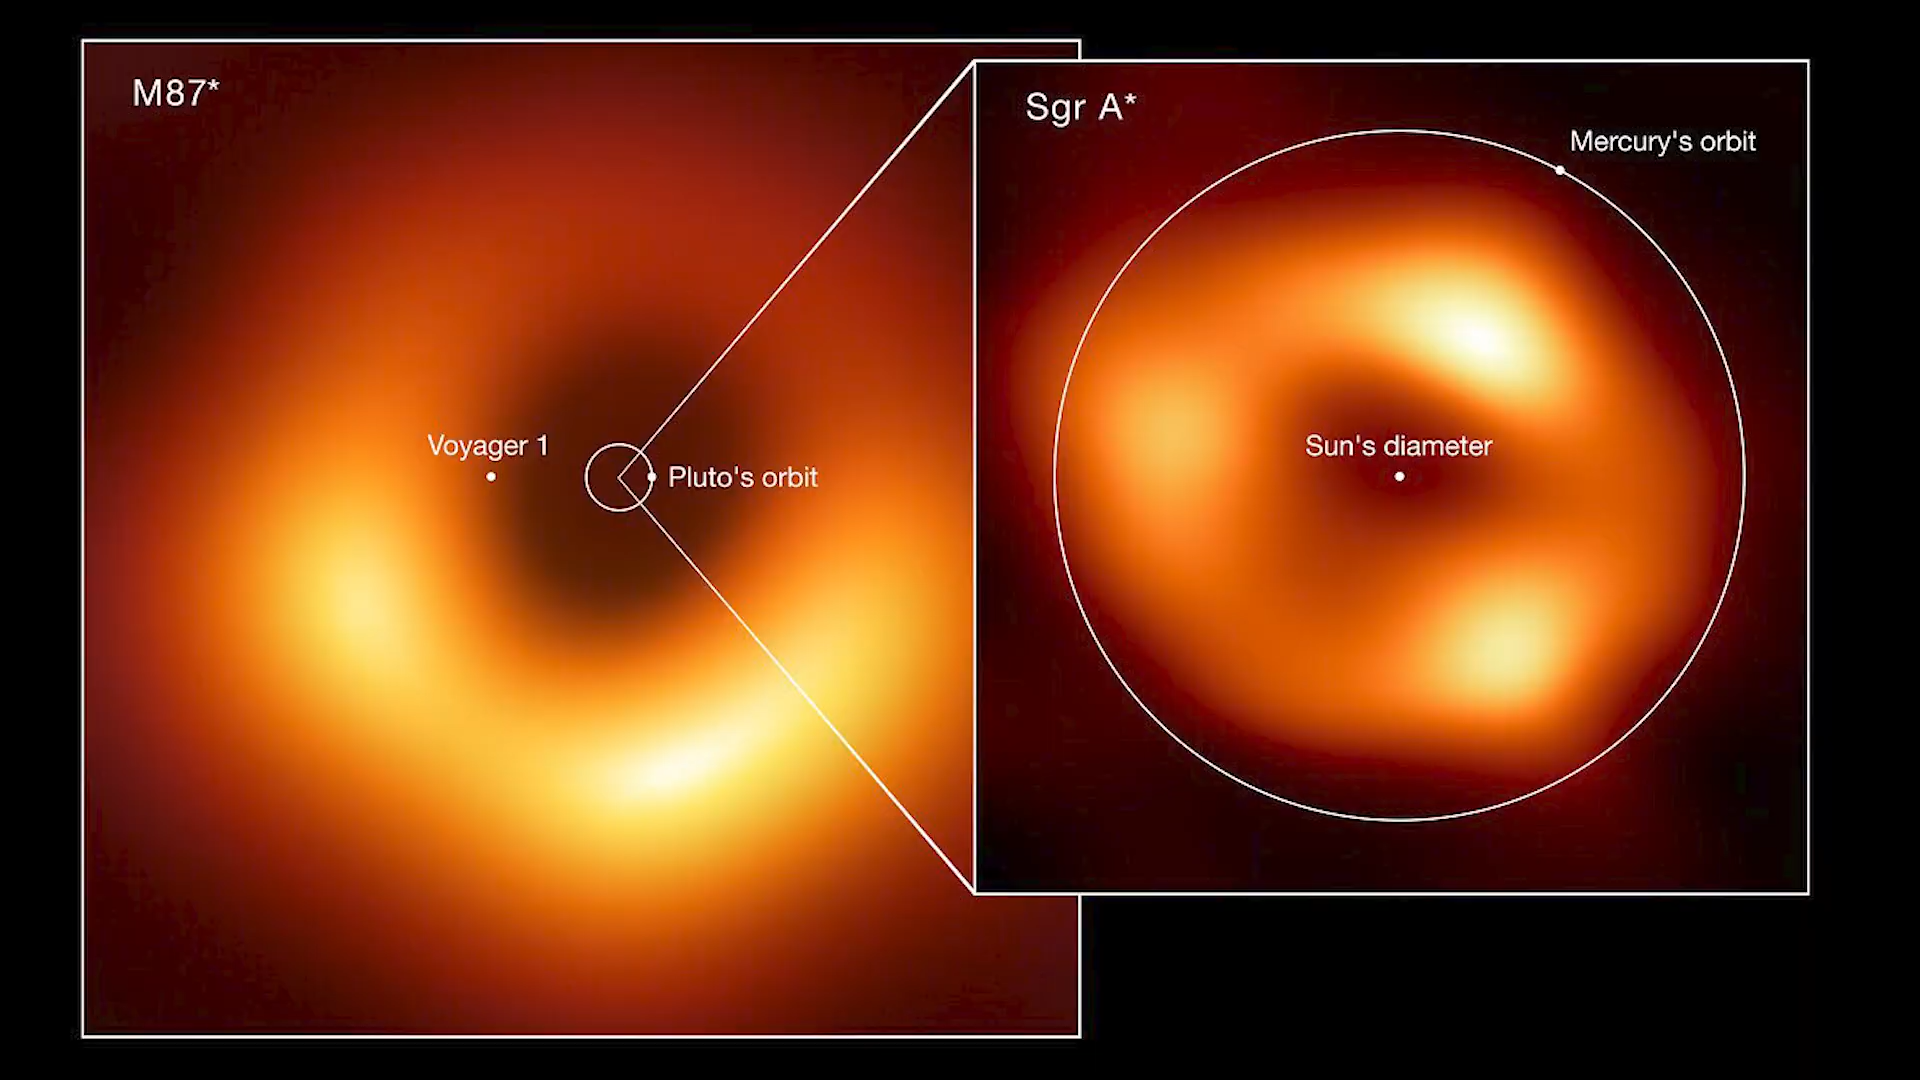 M87*
Sgr A*
Mercury's orbit
Voyager 1
Pluto's orbit
Sun's diameter